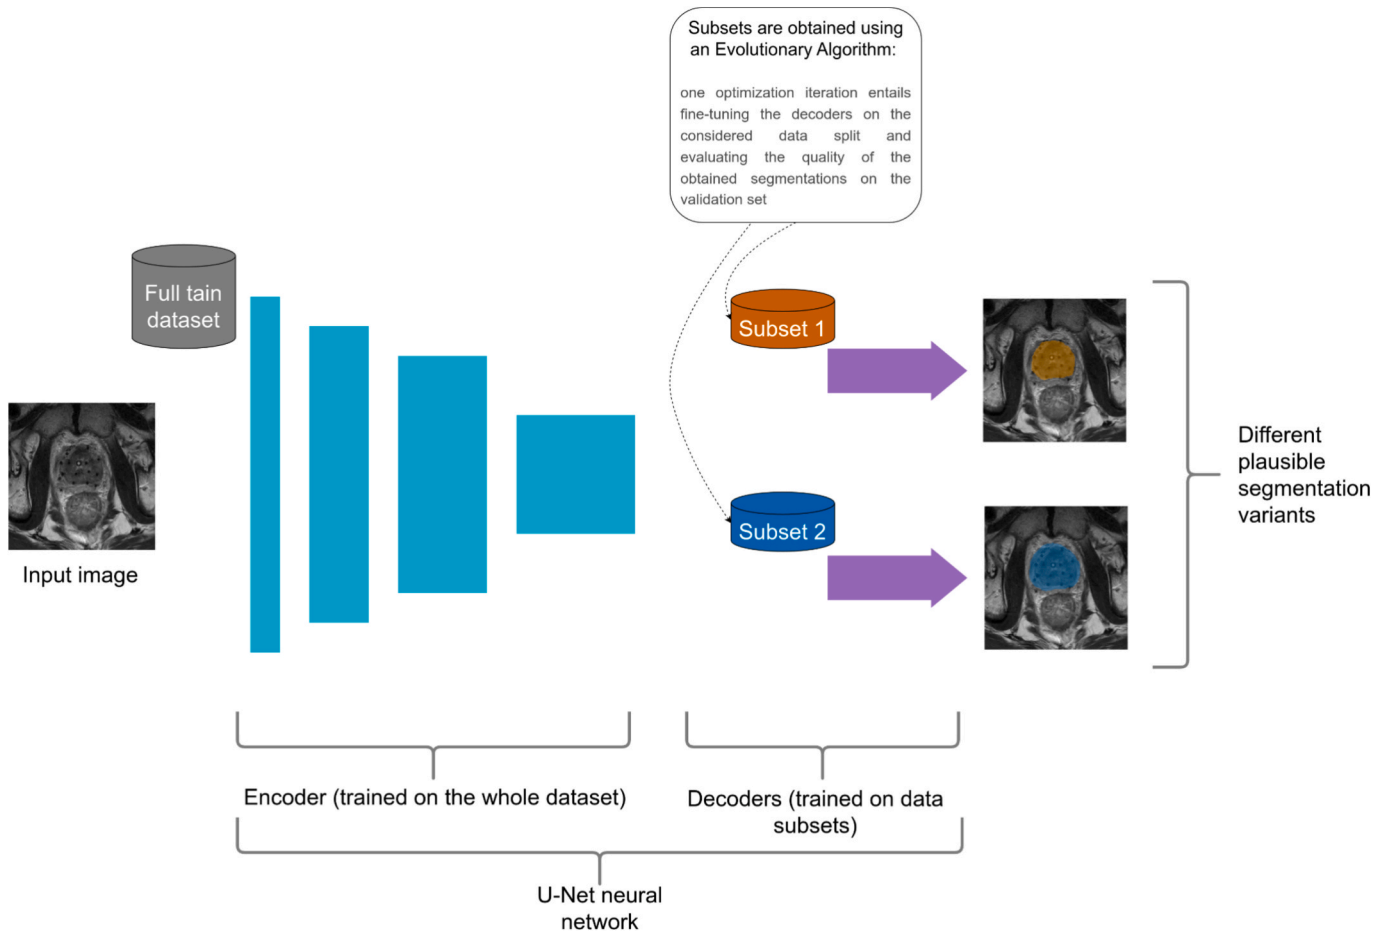 Subsets are obtained using
an Evolutionary Algorithm:
one optimization iteration entails
fine-tuning the decoders on the
considered data split and
evaluating the quality of the
obtained segmentations on the
validation set
Full tain
dataset
Subset 1
Subset 2
Input image
Different
plausible
segmentation
variants
Encoder (trained on the whole dataset)
Decoders (trained on data
subsets)
U-Net neural
network